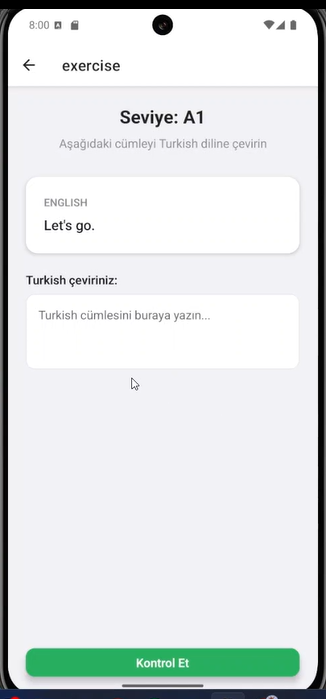 8:00
exercise
Seviye: A1
Aşağıdaki cümleyi Turkish diline çevirin
ENGLISH
Let's go.
Turkish çeviriniz:
Turkish cümlesini buraya yazın...
Kontrol Et